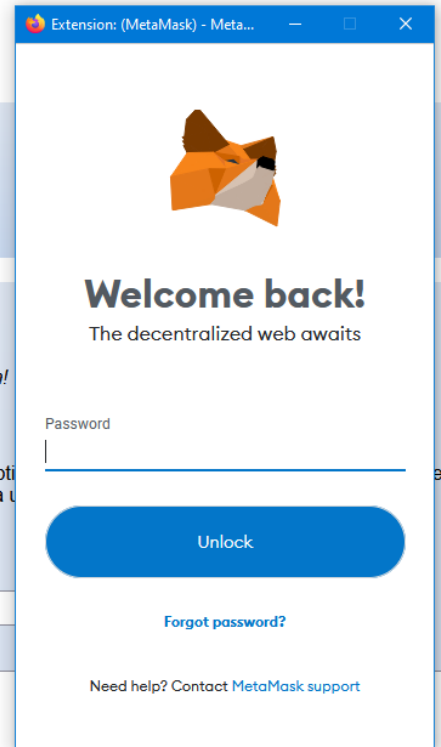 Extension: (MetaMask) - Meta...
Welcome back!
The decentralized web awaits
Password
Unlock
Forgot password?
Need help? Contact MetaMask support